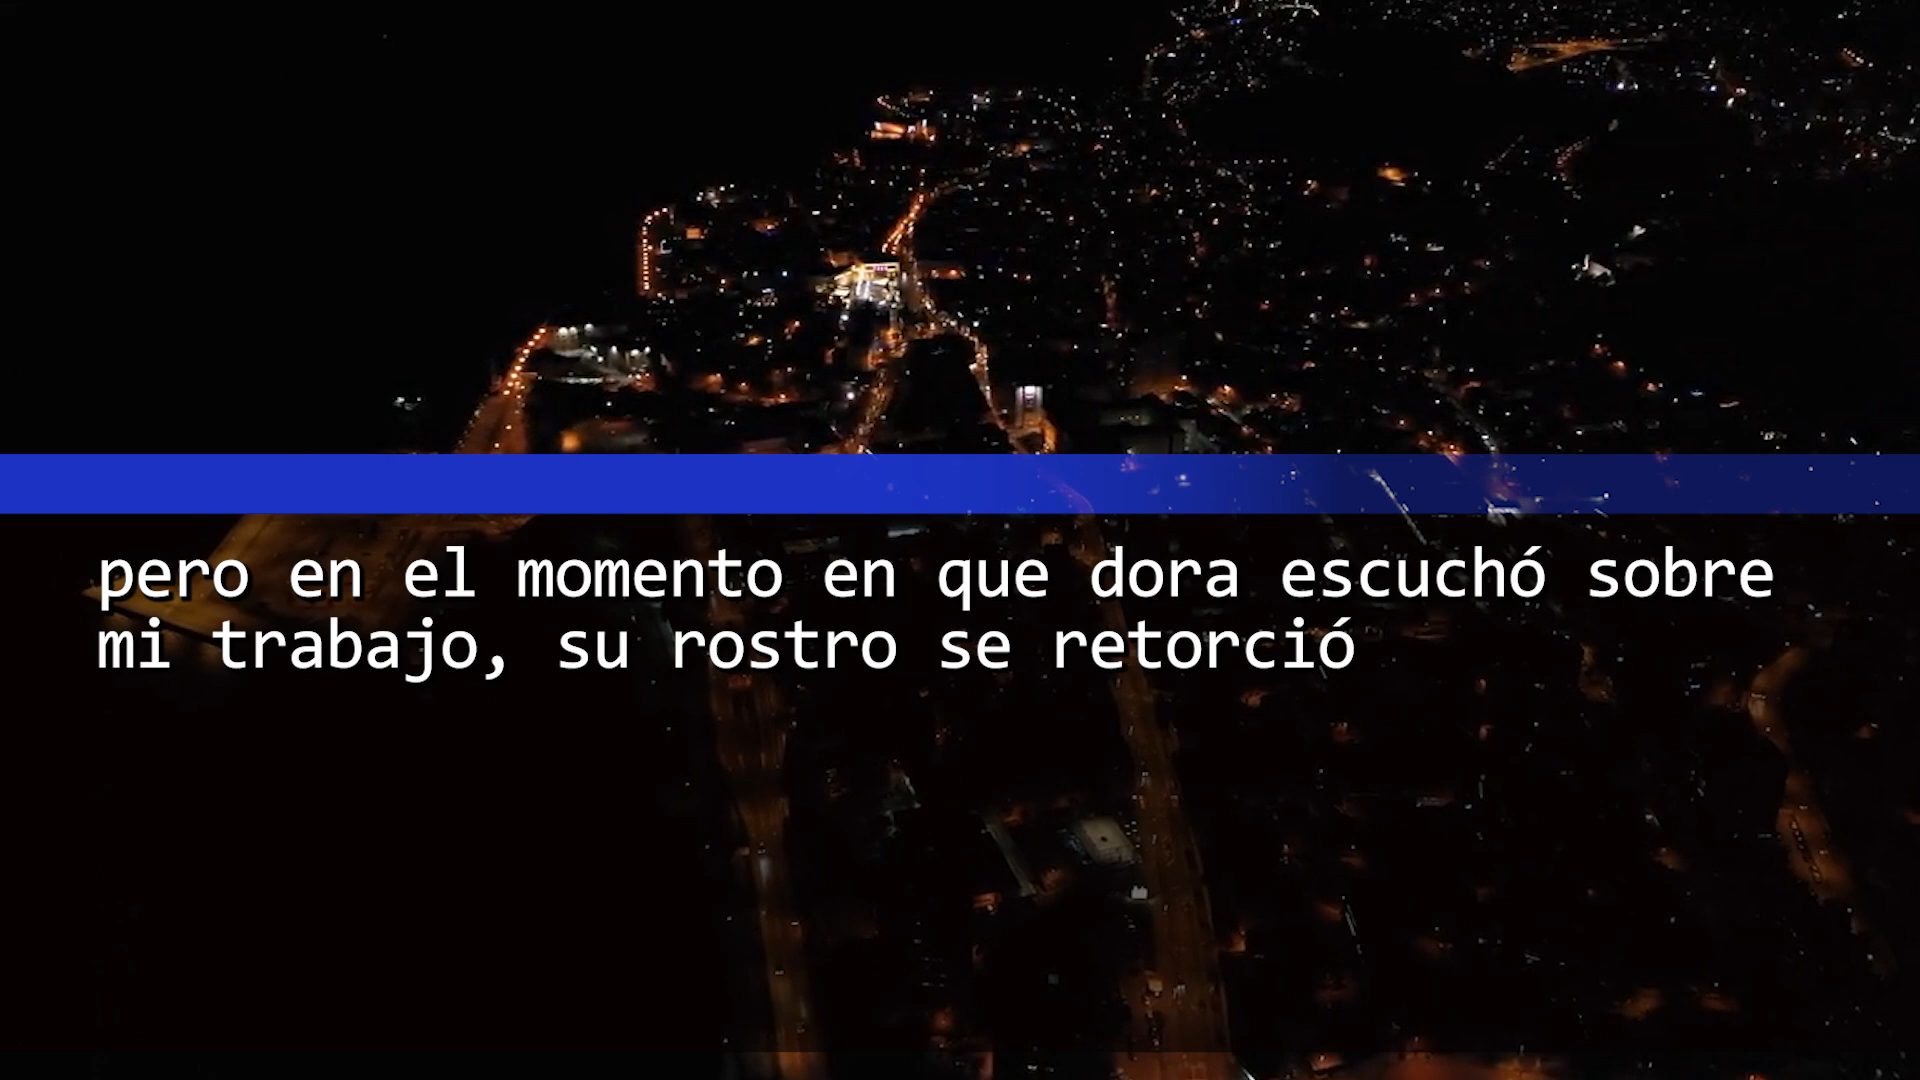 pero en el momento en que dora escuchó sobre
mi trabajo, su rostro se retorció